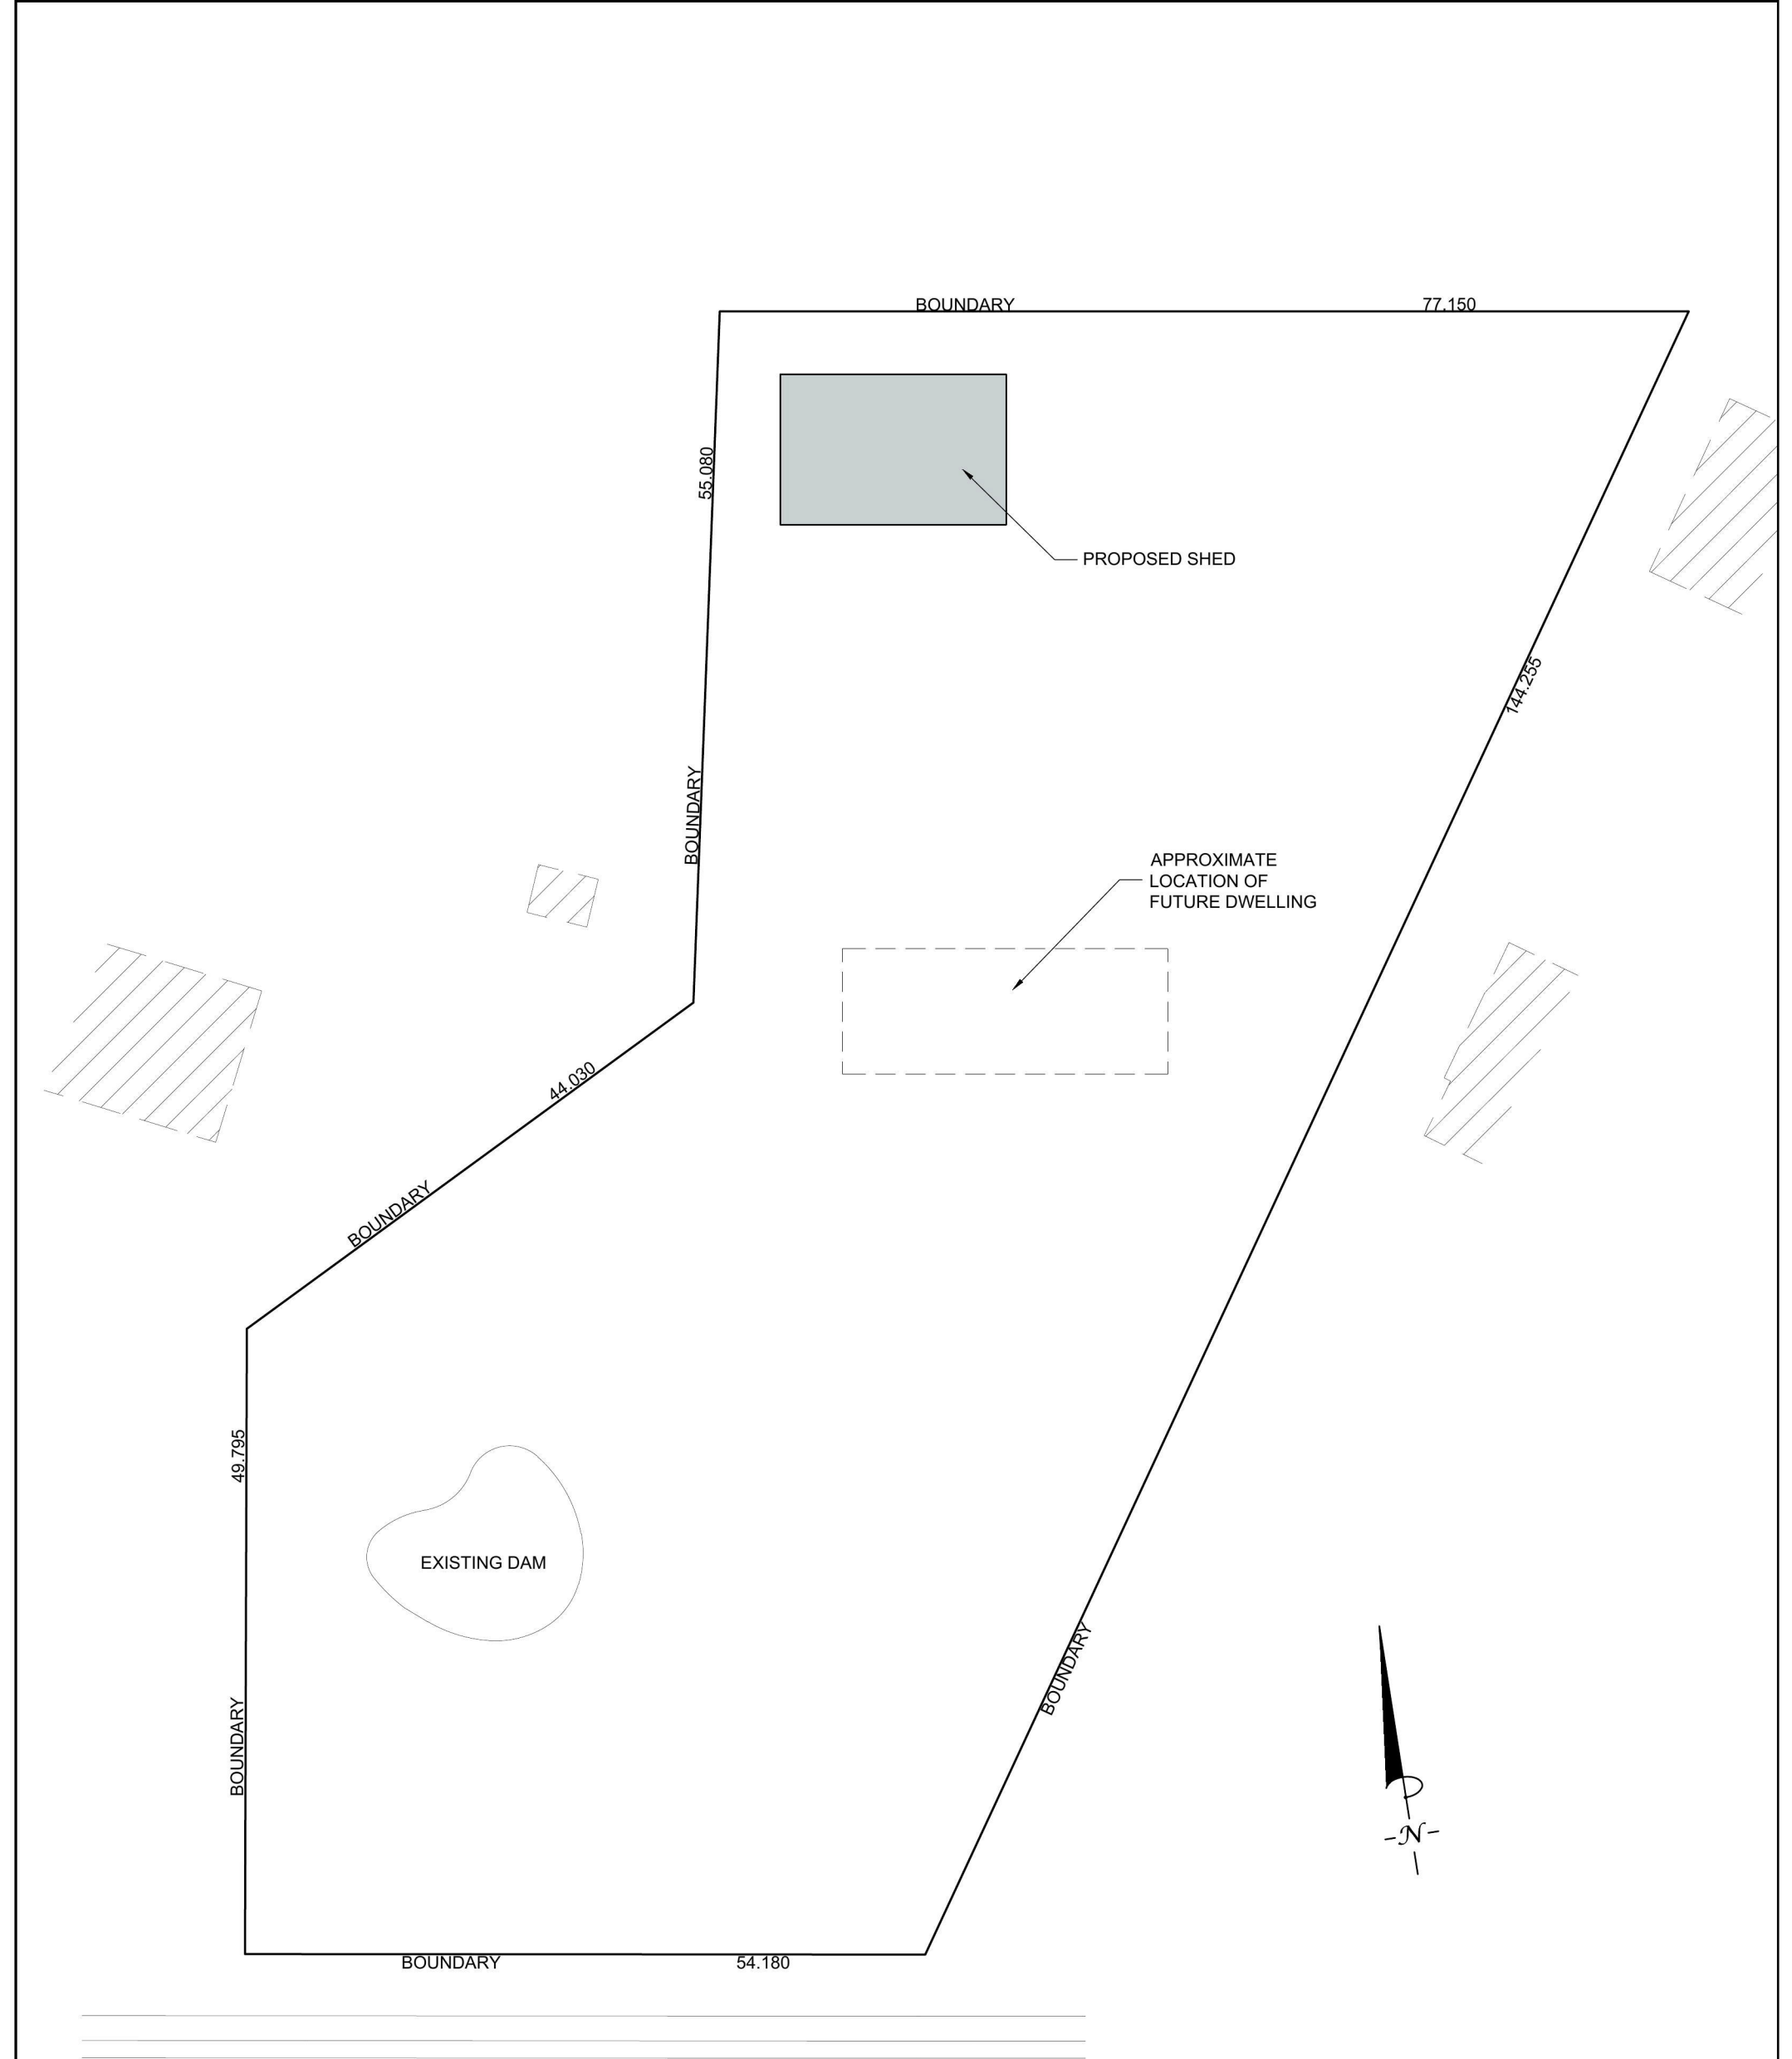 BOUNDARY 77.150
55.080
PROPOSED SHED
144.255
BOUNDARY
APPROXIMATE
LOCATION OF
FUTURE DWELLING
44.030
BOUNDARY
49.795
EXISTING DAM
BOUNDARY
BOUNDARY
-N-
BOUNDARY 54.180